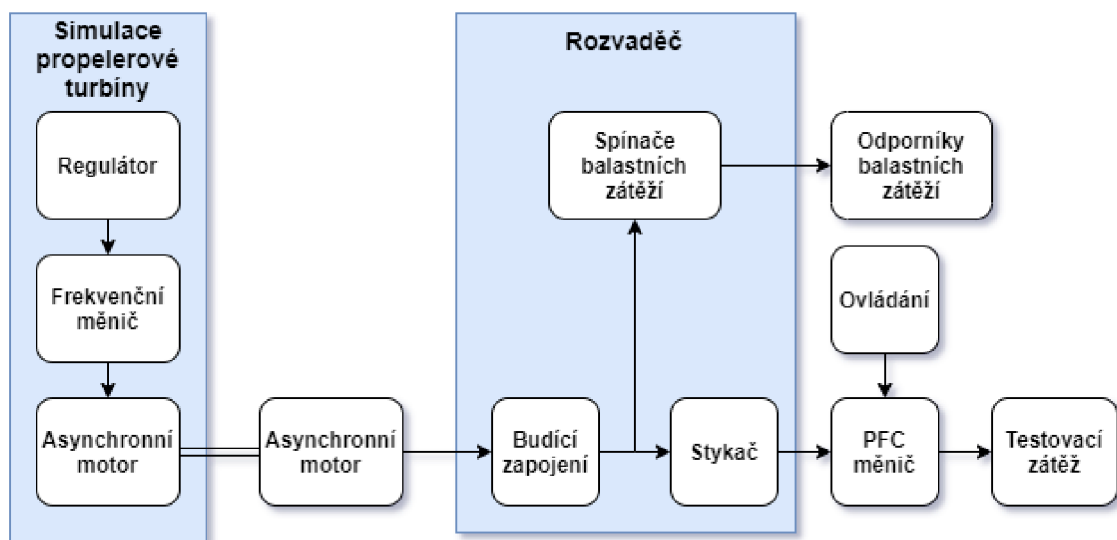 Simulace
propelerové
turbíny
Regulátor
Frekvenční
měnič
Asynchronní
motor
Asynchronní
motor
Rozvaděč
Spínače
balastních
zátěží
Budící
zapojení
Stykač
Odporníky
balastních
zátěží
Ovládání
PFC
měnič
Testovací
zátěž